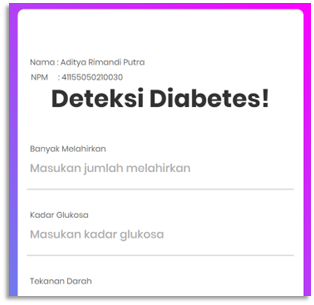 Nama : Aditya Rimandi Putra
NPM : 41155050210030
Deteksi Diabetes!
Banyak Melahirkan
Masukan jumlah melahirkan
Kadar Glukosa
Masukan kadar glukosa
Tekanan Darah